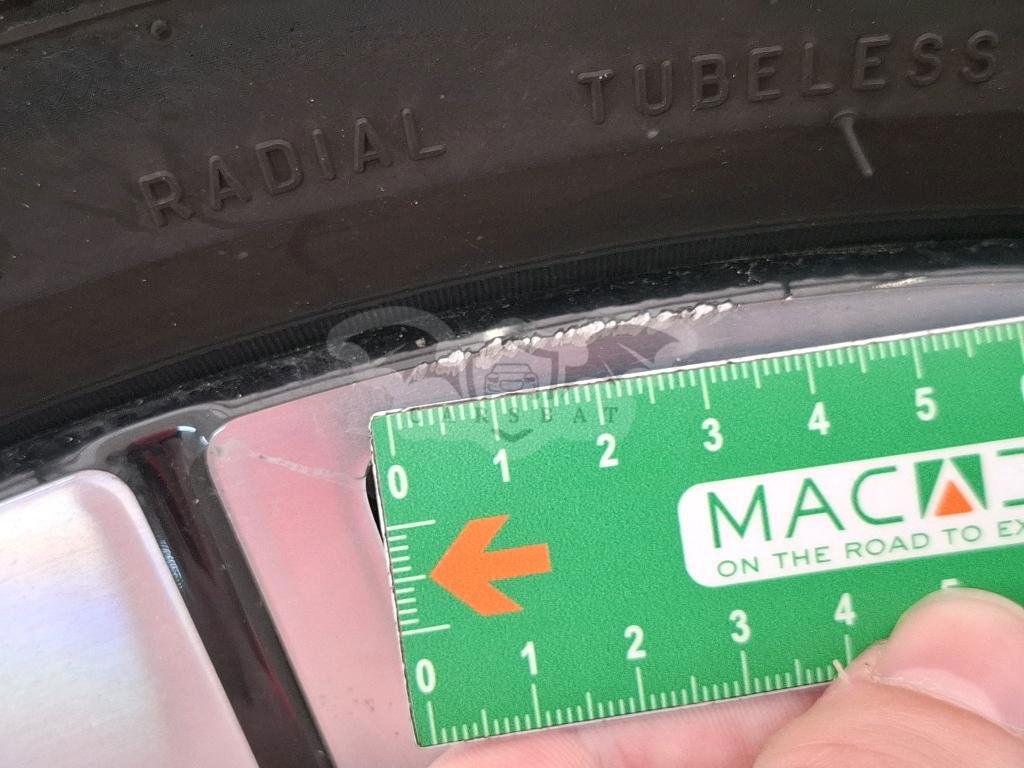 RADIAL TUBELESS
CARSEAT
0 1 2 3 4 5
MAC
ON THE ROAD TO EX
0 1 2 3 4